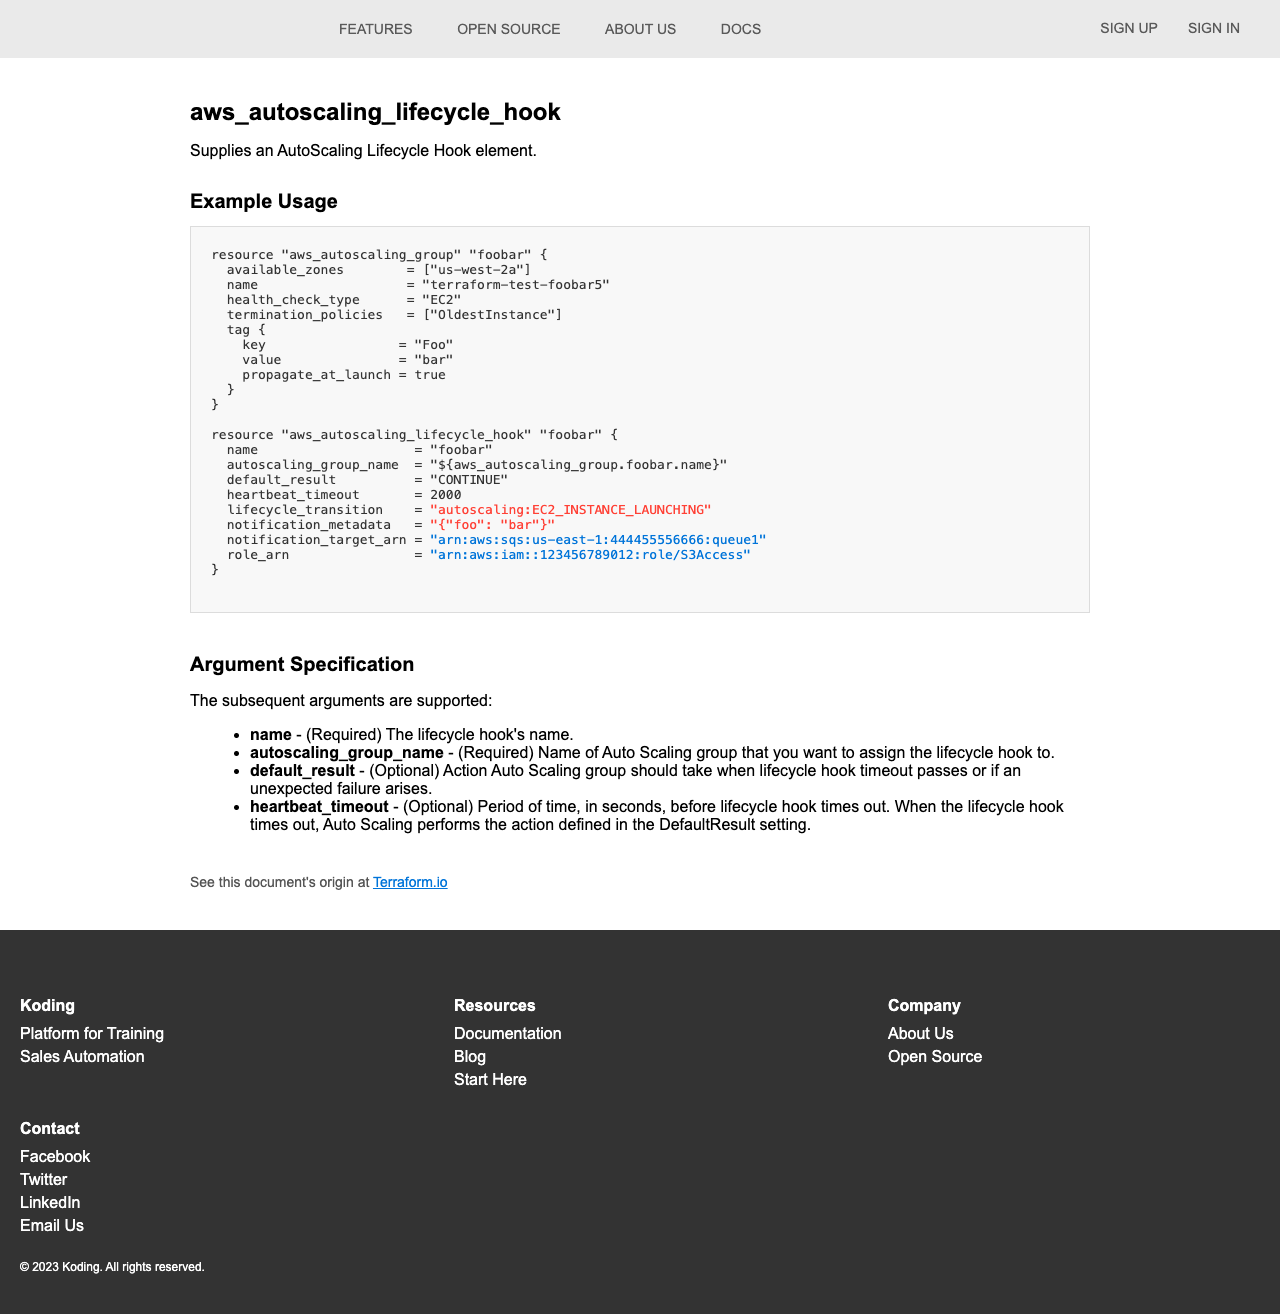 FEATURES OPEN SOURCE ABOUT US DOCS SIGN UP SIGN IN
aws_autoscaling_lifecycle_hook
Supplies an AutoScaling Lifecycle Hook element.
Example Usage
resource "aws_autoscaling_group" "foobar" {
  available_zones        = ["us-west-2a"]
  name                   = "terraform-test-foobar5"
  health_check_type      = "EC2"
  termination_policies   = ["OldestInstance"]
  tag {
    key                 = "Foo"
    value               = "bar"
    propagate_at_launch = true
  }
}
resource "aws_autoscaling_lifecycle_hook" "foobar" {
  name                    = "foobar"
  autoscaling_group_name  = "${aws_autoscaling_group.foobar.name}"
  default_result          = "CONTINUE"
  heartbeat_timeout       = 2000
  lifecycle_transition    = "autoscaling:EC2_INSTANCE_LAUNCHING"
  notification_metadata   = "{"foo": "bar"}"
  notification_target_arn = "arn:aws:sqs:us-east-1:444455556666:queue1"
  role_arn                = "arn:aws:iam::123456789012:role/S3Access"
}
Argument Specification
The subsequent arguments are supported:
• name - (Required) The lifecycle hook's name.
• autoscaling_group_name - (Required) Name of Auto Scaling group that you want to assign the lifecycle hook to.
• default_result - (Optional) Action Auto Scaling group should take when lifecycle hook timeout passes or if an
unexpected failure arises.
• heartbeat_timeout - (Optional) Period of time, in seconds, before lifecycle hook times out. When the lifecycle hook
times out, Auto Scaling performs the action defined in the DefaultResult setting.
See this document's origin at Terraform.io
Koding
Platform for Training
Sales Automation
Resources
Documentation
Blog
Start Here
Company
About Us
Open Source
Contact
Facebook
Twitter
LinkedIn
Email Us
© 2023 Koding. All rights reserved.